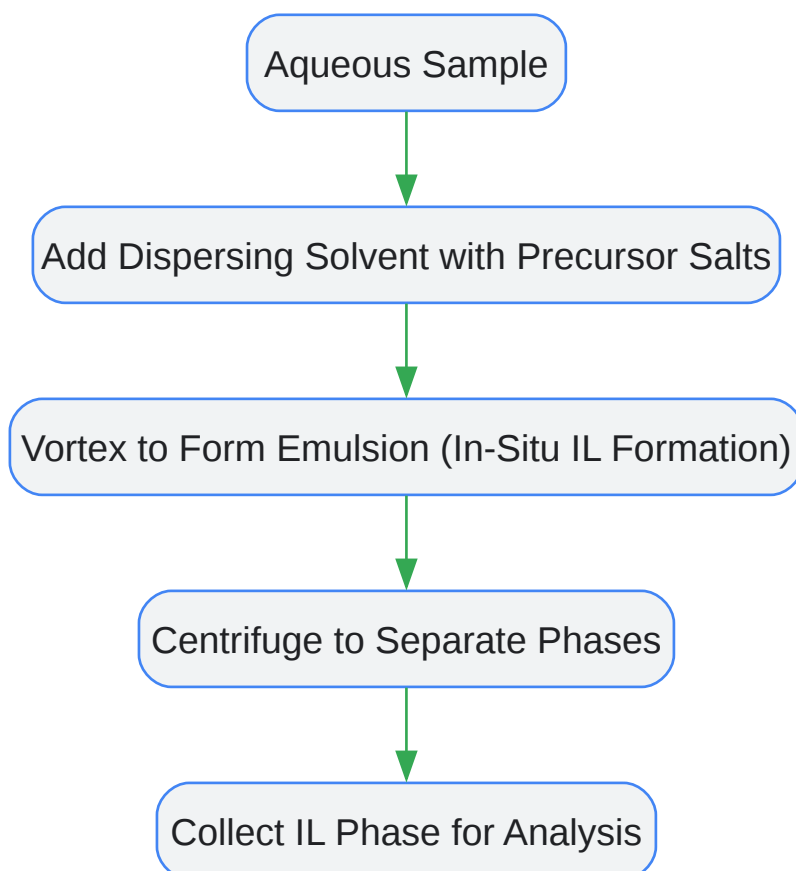 Aqueous Sample
Add Dispersing Solvent with Precursor Salts
Vortex to Form Emulsion (In-Situ IL Formation)
Centrifuge to Separate Phases
Collect IL Phase for Analysis